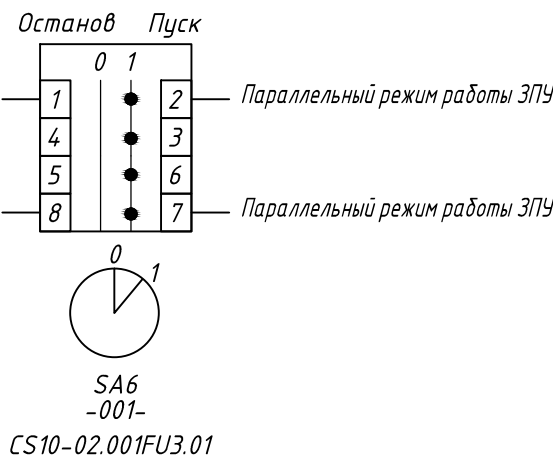 Останов Пуск
0 1
1 2 Параллельный режим работы ЗПУ
4 3
5 6
8 7 Параллельный режим работы ЗПУ
0
1
SA6
-001-
CS10-02.001FU3.01